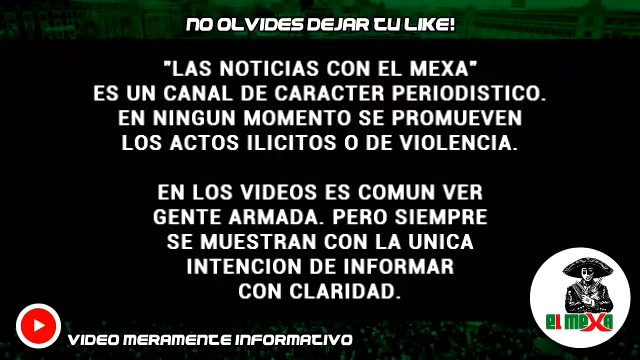 NO OLVIDES DEJAR TU LIKE!
"LAS NOTICIAS CON EL MEXA"
ES UN CANAL DE CARACTER PERIODISTICO.
EN NINGUN MOMENTO SE PROMUEVEN
LOS ACTOS ILICITOS O DE VIOLENCIA.
EN LOS VIDEOS ES COMUN VER
GENTE ARMADA. PERO SIEMPRE
SE MUESTRAN CON LA UNICA
INTENCION DE INFORMAR
CON CLARIDAD.
EL MEXA
VIDEO MERAMENTE INFORMATIVO